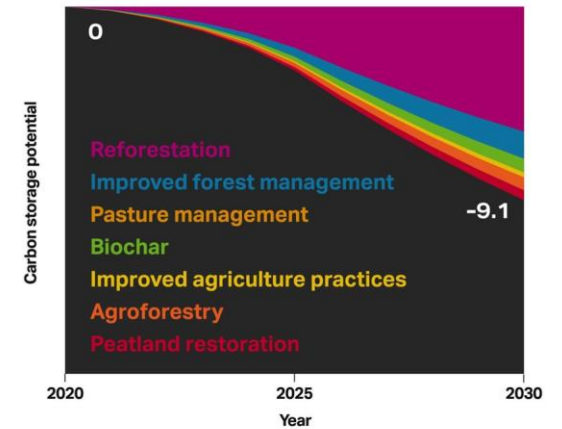 0
Reforestation
Improved forest management
Pasture management
Biochar
Improved agriculture practices
Agroforestry
Peatland restoration
-9.1
Carbon storage potential
2020
2025
2030
Year